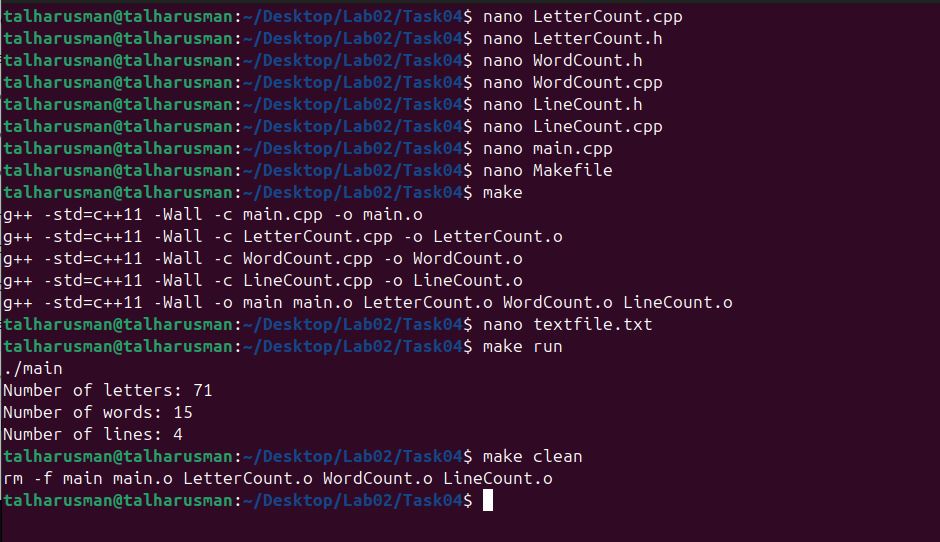 talharusman@talharusman:~/Desktop/Lab02/Task04$ nano LetterCount.cpp
talharusman@talharusman:~/Desktop/Lab02/Task04$ nano LetterCount.h
talharusman@talharusman:~/Desktop/Lab02/Task04$ nano WordCount.h
talharusman@talharusman:~/Desktop/Lab02/Task04$ nano WordCount.cpp
talharusman@talharusman:~/Desktop/Lab02/Task04$ nano LineCount.h
talharusman@talharusman:~/Desktop/Lab02/Task04$ nano LineCount.cpp
talharusman@talharusman:~/Desktop/Lab02/Task04$ nano main.cpp
talharusman@talharusman:~/Desktop/Lab02/Task04$ nano Makefile
talharusman@talharusman:~/Desktop/Lab02/Task04$ make
g++ -std=c++11 -Wall -c main.cpp -o main.o
g++ -std=c++11 -Wall -c LetterCount.cpp -o LetterCount.o
g++ -std=c++11 -Wall -c WordCount.cpp -o WordCount.o
g++ -std=c++11 -Wall -c LineCount.cpp -o LineCount.o
g++ -std=c++11 -Wall -o main main.o LetterCount.o WordCount.o LineCount.o
talharusman@talharusman:~/Desktop/Lab02/Task04$ nano textfile.txt
talharusman@talharusman:~/Desktop/Lab02/Task04$ make run
./main
Number of letters: 71
Number of words: 15
Number of lines: 4
talharusman@talharusman:~/Desktop/Lab02/Task04$ make clean
rm -f main main.o LetterCount.o WordCount.o LineCount.o
talharusman@talharusman:~/Desktop/Lab02/Task04$